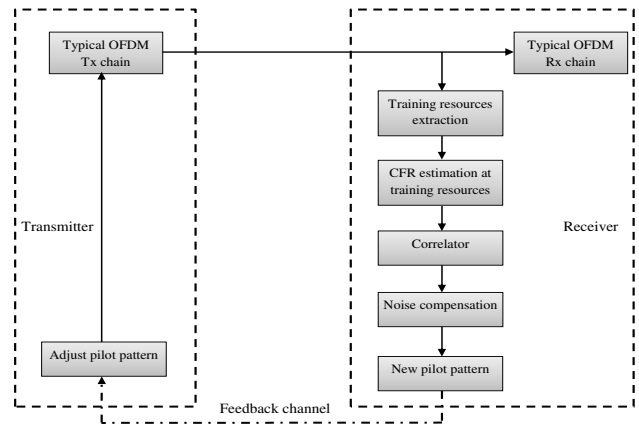 Typical OFDM
Tx chain
Typical OFDM
Rx chain
Training resources
extraction
CFR estimation at
training resources
Transmitter
Receiver
Correlator
Noise compensation
Adjust pilot pattern
New pilot pattern
Feedback channel